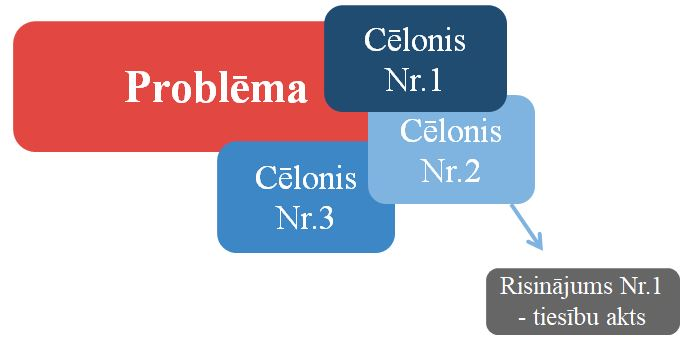 Problēma
Cēlonis
Nr.1
Cēlonis
Nr.2
Cēlonis
Nr.3
Risinājums Nr.1
- tiesību akts